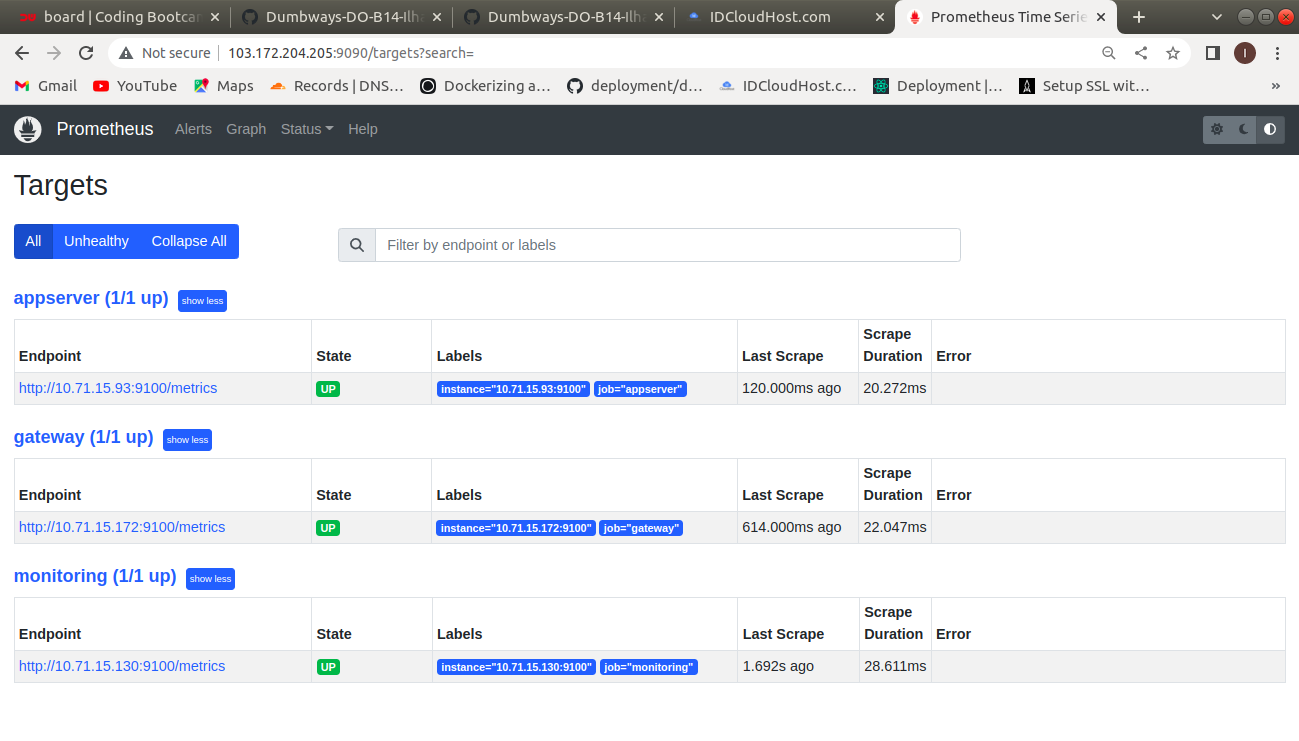 board | Coding Bootcar
Dumbways-DO-B14-Ilha
Dumbways-DO-B14-Ilha
IDCloudHost.com
Prometheus Time Serie
Not secure
103.172.204.205:9090/targets?search=
I
Gmail
YouTube
Maps
Records | DNS…
Dockerizing a…
deployment/d…
IDCloudHost.c…
Deployment |…
Setup SSL wit…
»
Prometheus Alerts Graph Status Help
Targets
All Unhealthy Collapse All
Filter by endpoint or labels
appserver (1/1 up) show less
Endpoint State Labels Last Scrape Scrape Duration Error
http://10.71.15.93:9100/metrics UP instance="10.71.15.93:9100" job="appserver" 120.000ms ago 20.272ms
gateway (1/1 up) show less
Endpoint State Labels Last Scrape Scrape Duration Error
http://10.71.15.172:9100/metrics UP instance="10.71.15.172:9100" job="gateway" 614.000ms ago 22.047ms
monitoring (1/1 up) show less
Endpoint State Labels Last Scrape Scrape Duration Error
http://10.71.15.130:9100/metrics UP instance="10.71.15.130:9100" job="monitoring" 1.692s ago 28.611ms